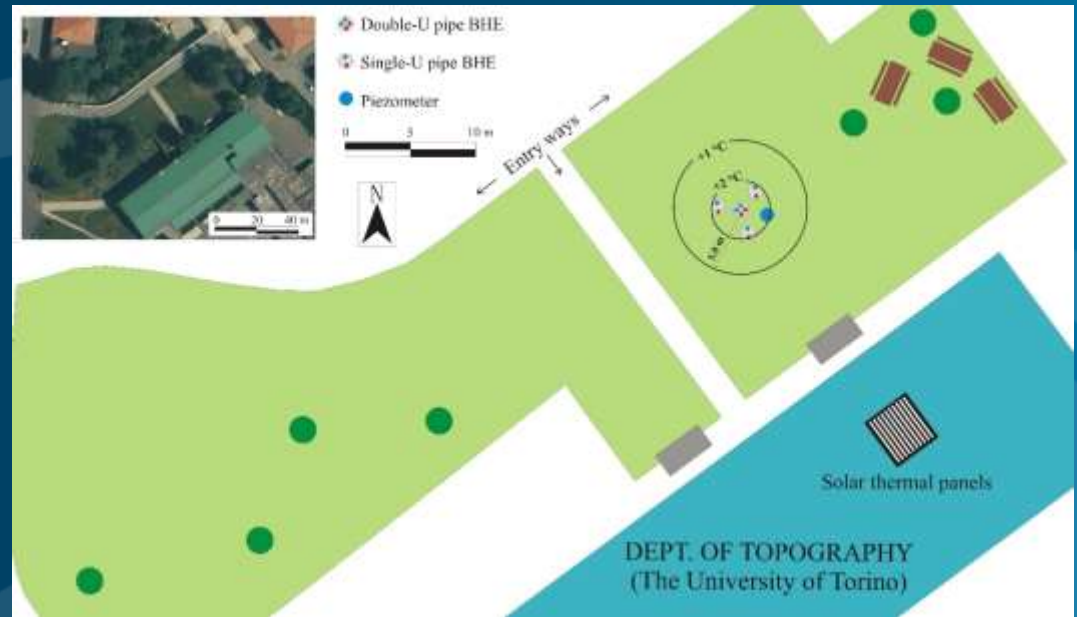 Double-U pipe BHE
Single-U pipe BHE
Piezometer
0 5 10 m
N
0 20 40 m
Entry ways
+1 °C
+2 °C
Solar thermal panels
DEPT. OF TOPOGRAPHY
(The University of Torino)